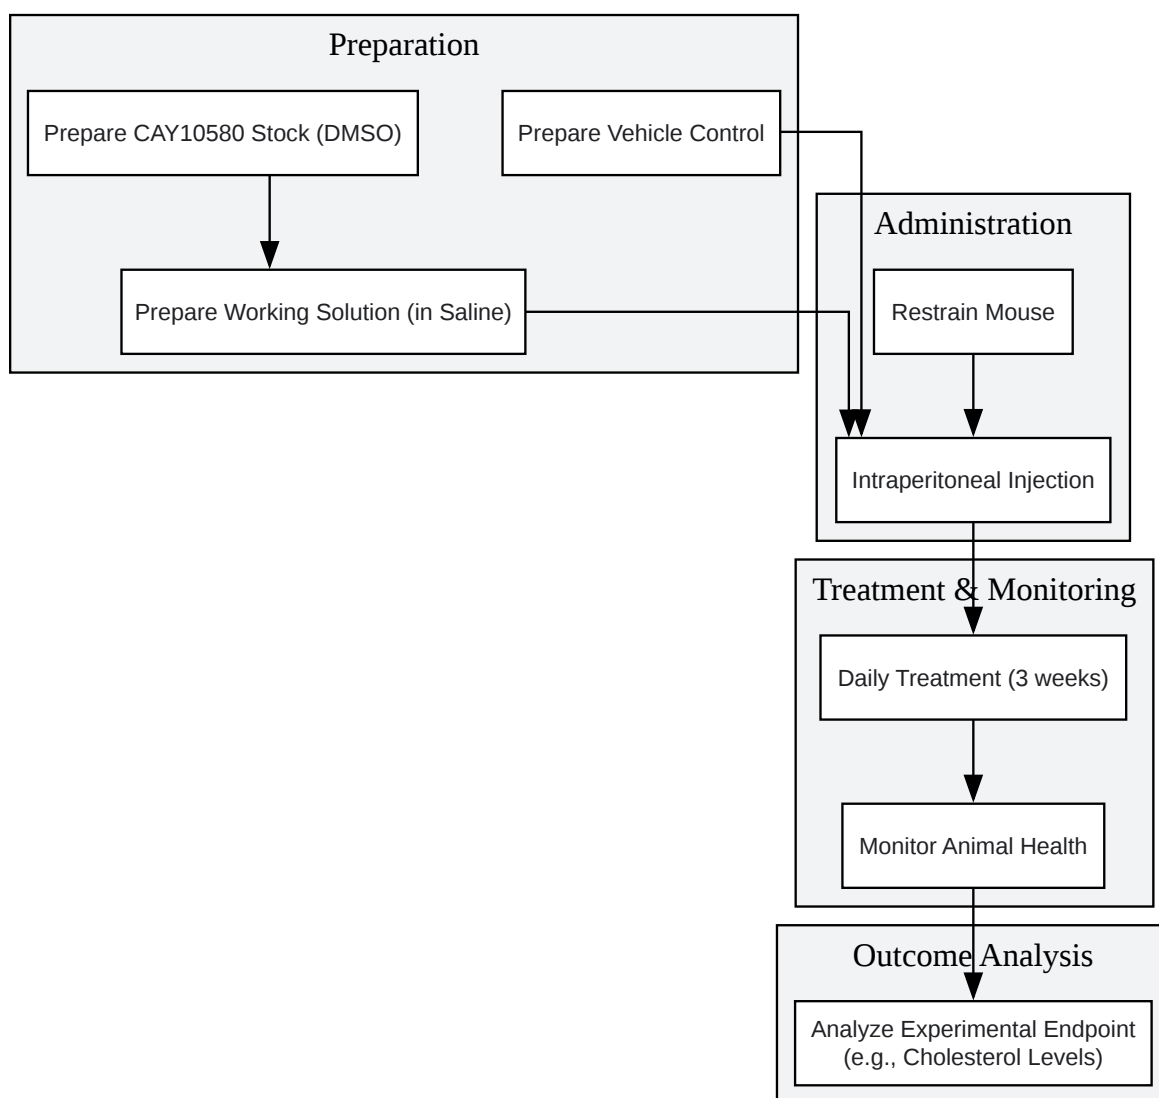 Preparation
Prepare CAY10580 Stock (DMSO)
Prepare Vehicle Control
Prepare Working Solution (in Saline)
Administration
Restrain Mouse
Intraperitoneal Injection
Treatment & Monitoring
Daily Treatment (3 weeks)
Monitor Animal Health
Outcome Analysis
Analyze Experimental Endpoint
(e.g., Cholesterol Levels)